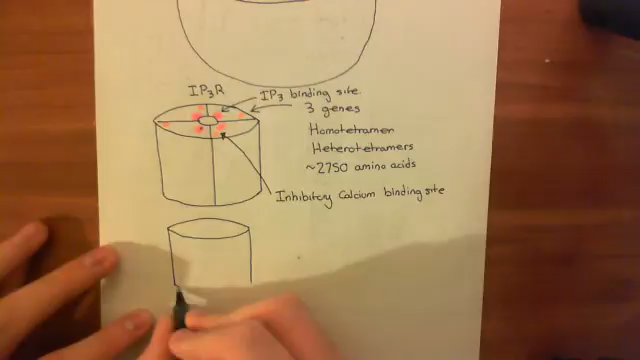 IP3R
IP3 binding site.
3 genes
Homotetramer
Heterotetramers
~2750 amino acids
Inhibitory Calcium binding site